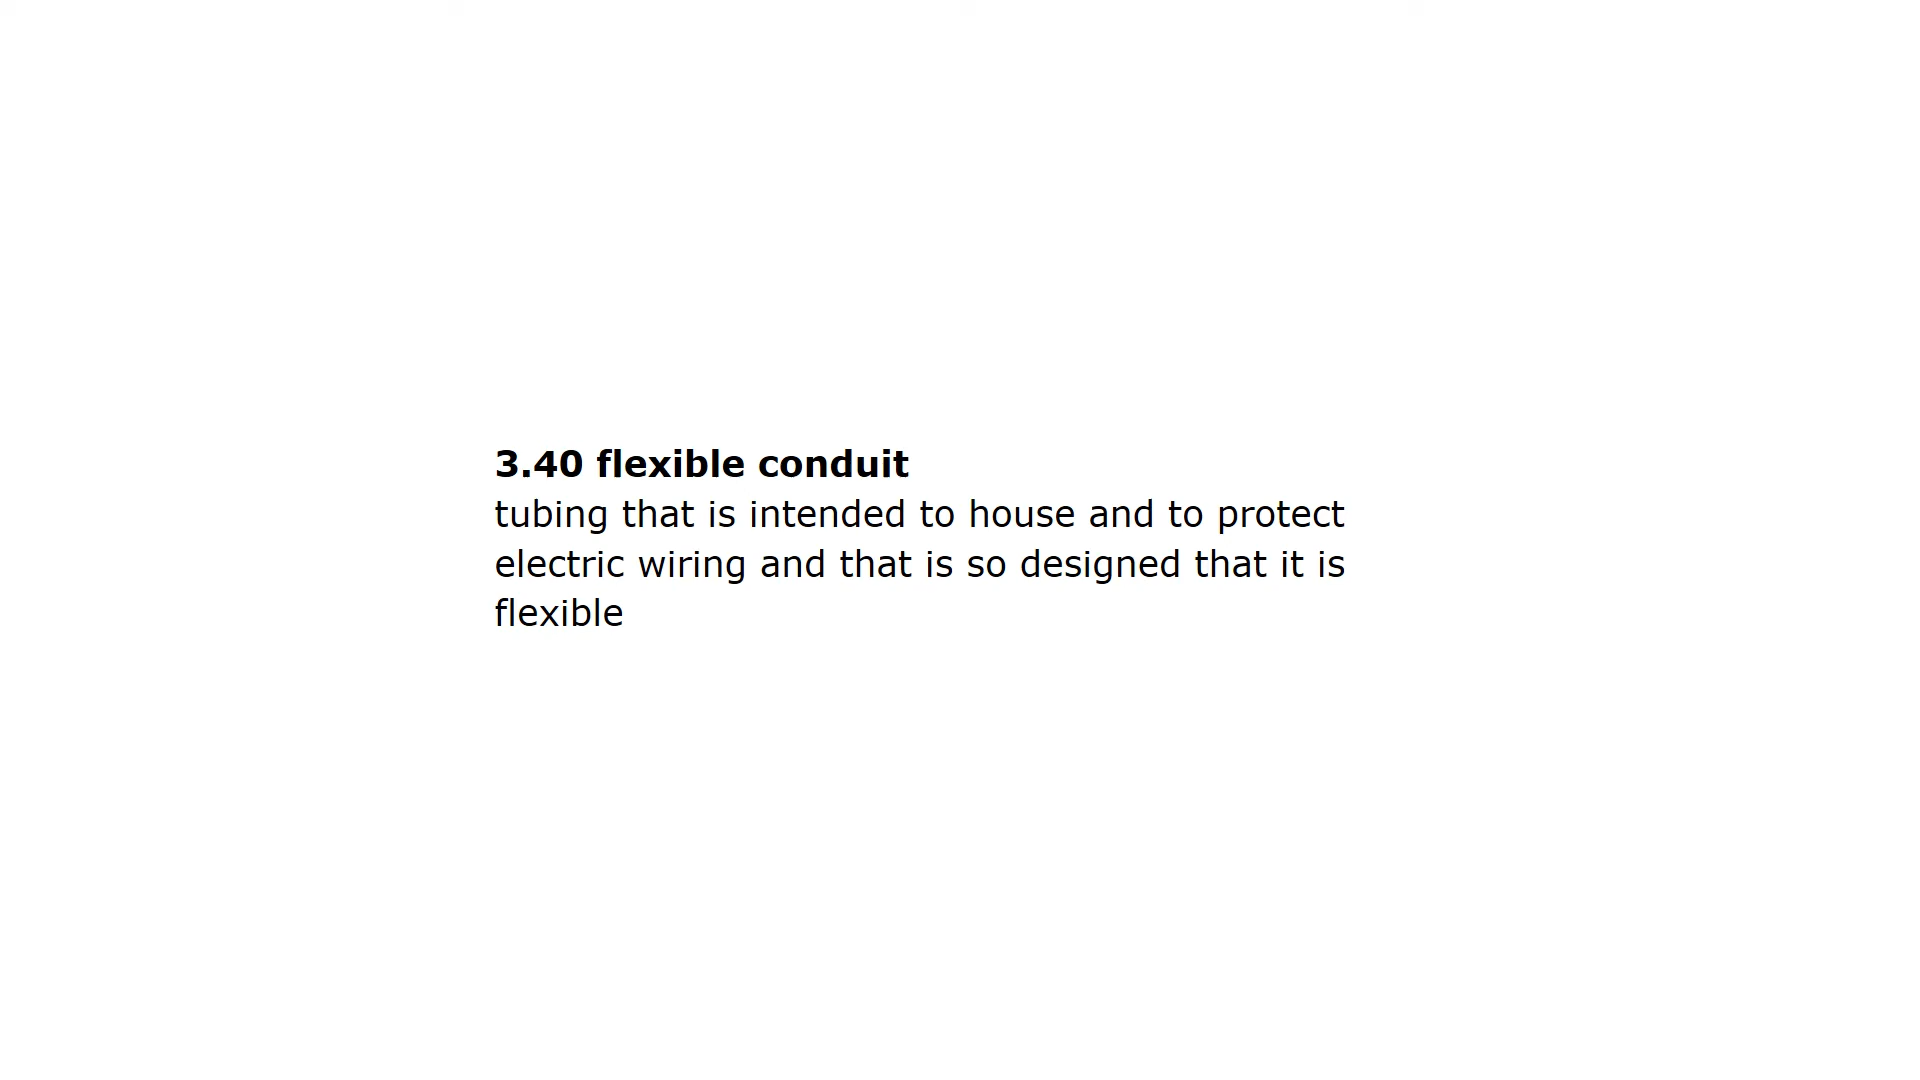 3.40 flexible conduit
tubing that is intended to house and to protect
electric wiring and that is so designed that it is
flexible